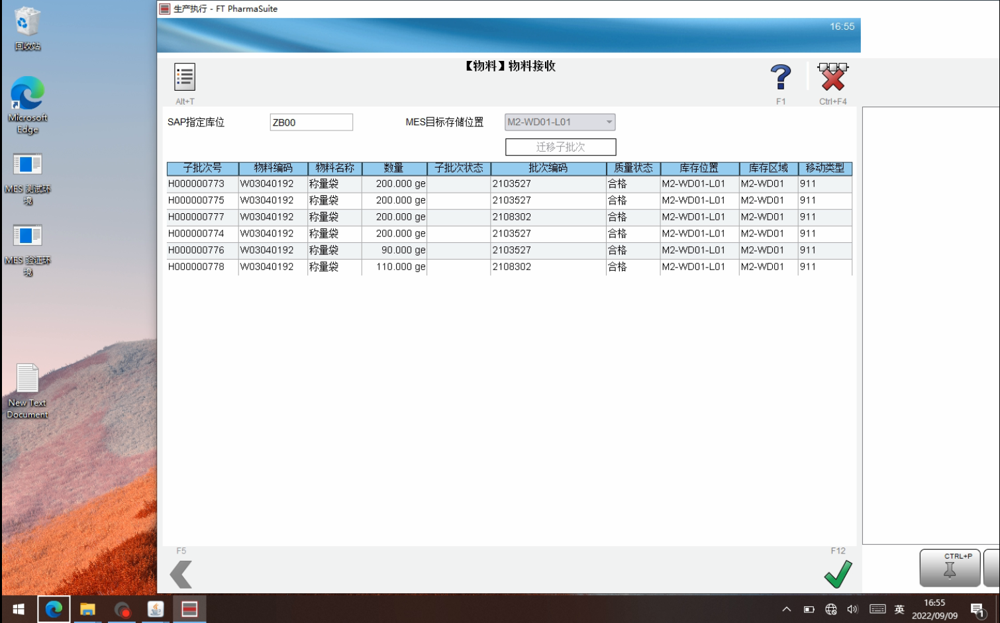 回收站
Microsoft
Edge
MES 测试环
境
MES 验证环
境
New Text
Document
生产执行 - FT PharmaSuite
16:55
【物料】物料接收
Alt+T
F1
Ctrl+F4
SAP指定库位 ZB00 MES目标存储位置 M2-WD01-L01
迁移子批次
子批次号 物料编码 物料名称 数量 子批次状态 批次编码 质量状态 库存位置 库存区域 移动类型
H000000773 W03040192 称量袋 200.000 ge 2103527 合格 M2-WD01-L01 M2-WD01 911
H000000775 W03040192 称量袋 200.000 ge 2103527 合格 M2-WD01-L01 M2-WD01 911
H000000777 W03040192 称量袋 200.000 ge 2108302 合格 M2-WD01-L01 M2-WD01 911
H000000774 W03040192 称量袋 200.000 ge 2103527 合格 M2-WD01-L01 M2-WD01 911
H000000776 W03040192 称量袋 90.000 ge 2103527 合格 M2-WD01-L01 M2-WD01 911
H000000778 W03040192 称量袋 110.000 ge 2108302 合格 M2-WD01-L01 M2-WD01 911
F5
F12
CTRL+P
英
16:55
2022/09/09
1